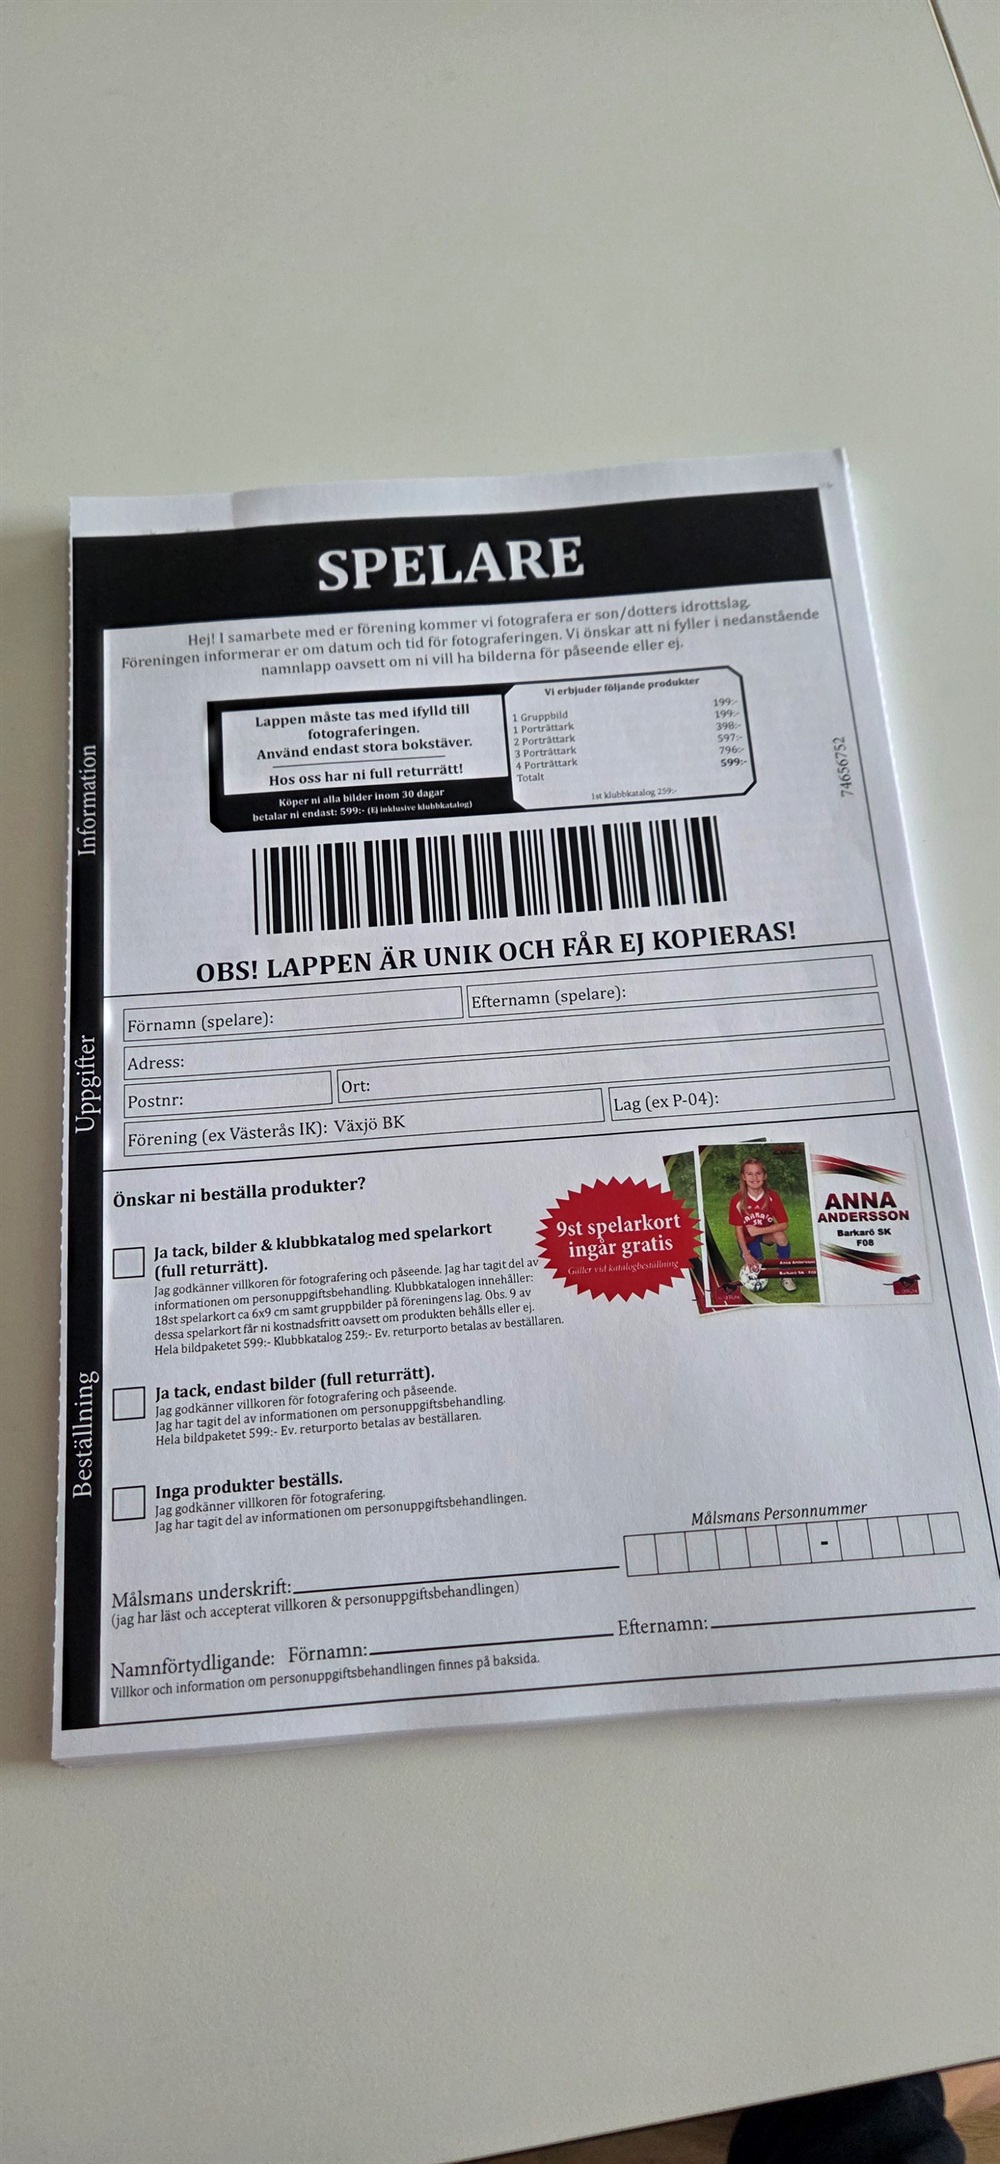 SPELARE
Hej! I samarbete med er förening kommer vi fotografera er son/dotters idrottslag.
Föreningen informerar er om datum och tid för fotograferingen. Vi önskar att ni fyller i nedanstående
namnlapp oavsett om ni vill ha bilderna för påseende eller ej.
Information
Lappen måste tas med ifylld till
fotograferingen.
Använd endast stora bokstäver.
Hos oss har ni full returrätt!
Köper ni alla bilder inom 30 dagar
betalar ni endast: 599:- (Ej inklusive klubbkatalog)
Vi erbjuder följande produkter
1 Gruppbild 199:-
1 Porträttark 199:-
2 Porträttark 398:-
3 Porträttark 597:-
4 Porträttark 796:-
Totalt 599:-
1st klubbkatalog 259:-
74656752
OBS! LAPPEN ÄR UNIK OCH FÅR EJ KOPIERAS!
Uppgifter
Förnamn (spelare): Efternamn (spelare):
Adress:
Postnr: Ort:
Förening (ex Västerås IK): Växjö BK Lag (ex P-04):
Beställning
Önskar ni beställa produkter?
Ja tack, bilder & klubbkatalog med spelarkort
(full returrätt).
Jag godkänner villkoren för fotografering och påseende. Jag har tagit del av
informationen om personuppgiftsbehandling. Klubbkatalogen innehåller:
18st spelarkort ca 6x9 cm samt gruppbilder på föreningens lag. Obs. 9 av
dessa spelarkort får ni kostnadsfritt oavsett om produkten behålls eller ej.
Hela bildpaketet 599:- Klubbkatalog 259:- Ev. returporto betalas av beställaren.
9st spelarkort
ingår gratis
Gäller vid katalogbeställning
BARKARÖ
SK
Anna Andersson
Barkarö SK - F08
ANNA
ANDERSSON
Barkarö SK
F08
Ja tack, endast bilder (full returrätt).
Jag godkänner villkoren för fotografering och påseende.
Jag har tagit del av informationen om personuppgiftsbehandling.
Hela bildpaketet 599:- Ev. returporto betalas av beställaren.
Inga produkter beställs.
Jag godkänner villkoren för fotografering.
Jag har tagit del av informationen om personuppgiftsbehandlingen.
Målsmans Personnummer
-
Målsmans underskrift:
(jag har läst och accepterat villkoren & personuppgiftsbehandlingen)
Namnförtydligande: Förnamn: Efternamn:
Villkor och information om personuppgiftsbehandlingen finnes på baksida.